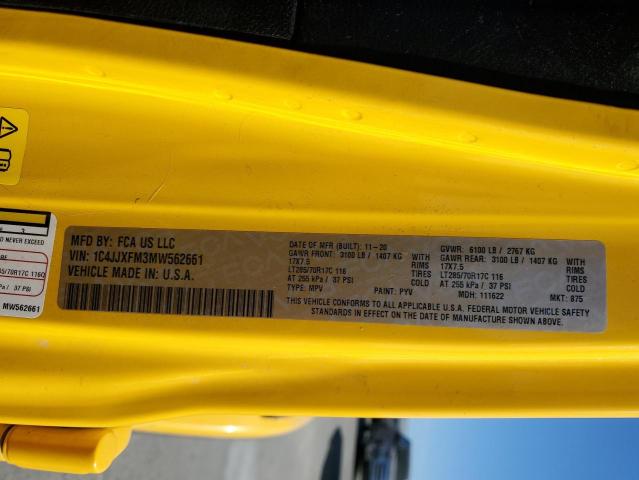 MFD BY: FCA US LLC
VIN: 1C4JJXFM3MW562661
VEHICLE MADE IN: U.S.A.
DATE OF MFR (BUILT): 11-20
GAWR FRONT: 3100 LB / 1407 KG WITH
17X7.5
LT285/70R17C 116 TIRES
AT 255 kPa / 37 PSI COLD
TYPE: MPV PAINT: PYV
GVWR: 6100 LB / 2767 KG
GAWR REAR: 3100 LB / 1407 KG WITH
17X7.5
LT285/70R17C 116 TIRES
AT 255 kPa / 37 PSI COLD
MDH: 111622 MKT: 875
THIS VEHICLE CONFORMS TO ALL APPLICABLE U.S.A. FEDERAL MOTOR VEHICLE SAFETY
STANDARDS IN EFFECT ON THE DATE OF MANUFACTURE SHOWN ABOVE.
3
D NEVER EXCEED
285/70R17C 116Q
/ 37 PSI
MW562661